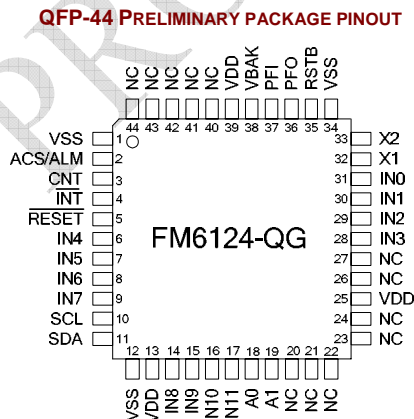 QFP-44 PRELIMINARY PACKAGE PINOUT
NC NC NC NC NC VDD VBAK PFI PFO RSTB VSS
44 43 42 41 40 39 38 37 36 35 34
VSS 1 33 X2
ACS/ALM 2 32 X1
CNT 3 31 IN0
INT 4 30 IN1
RESET 5 29 IN2
IN4 6 FM6124-QG 28 IN3
IN5 7 27 NC
IN6 8 26 NC
IN7 9 25 VDD
SCL 10 24 NC
SDA 11 23 NC
12 13 14 15 16 17 18 19 20 21 22
VSS VDD IN8 IN9 IN10 IN11 A0 A1 NC NC NC